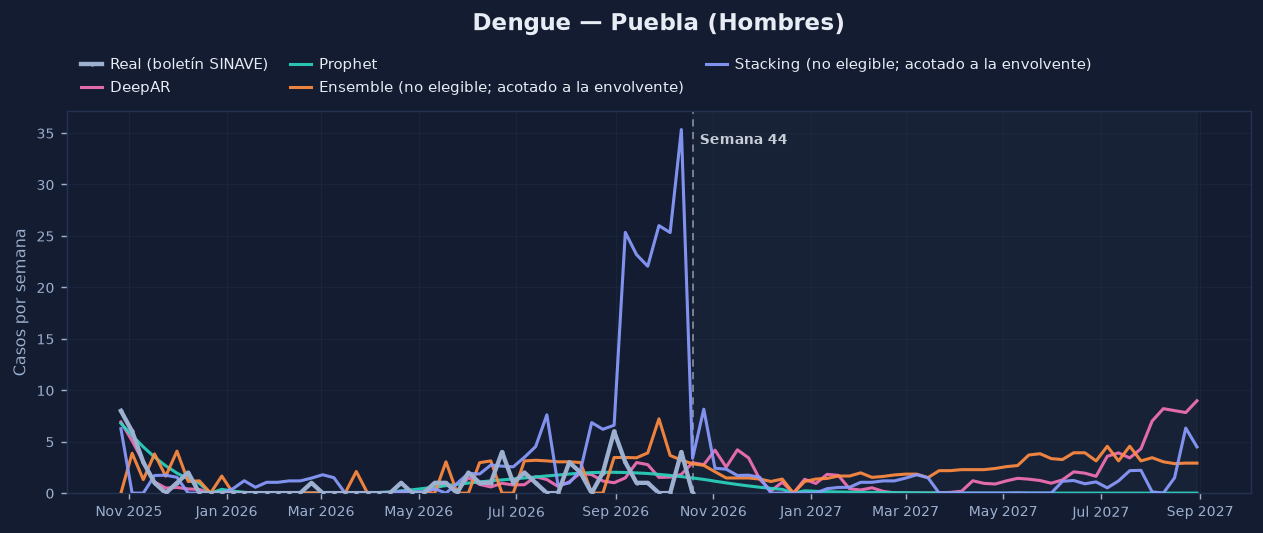 Dengue — Puebla (Hombres)
Real (boletín SINAVE)
Prophet
Stacking (no elegible; acotado a la envolvente)
DeepAR
Ensemble (no elegible; acotado a la envolvente)
Semana 44
Casos por semana
35
30
25
20
15
10
5
0
Nov 2025
Jan 2026
Mar 2026
May 2026
Jul 2026
Sep 2026
Nov 2026
Jan 2027
Mar 2027
May 2027
Jul 2027
Sep 2027